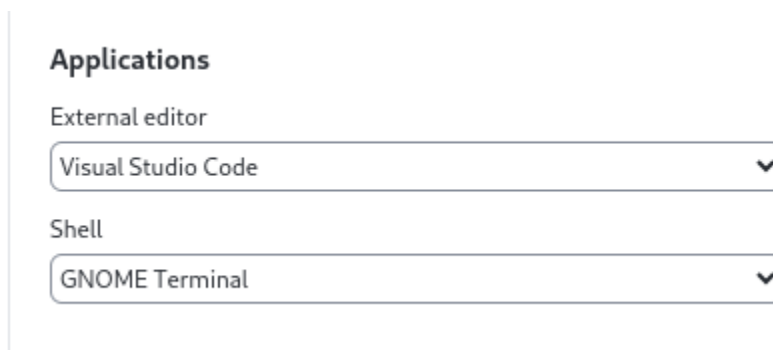 Applications
External editor
Visual Studio Code
Shell
GNOME Terminal